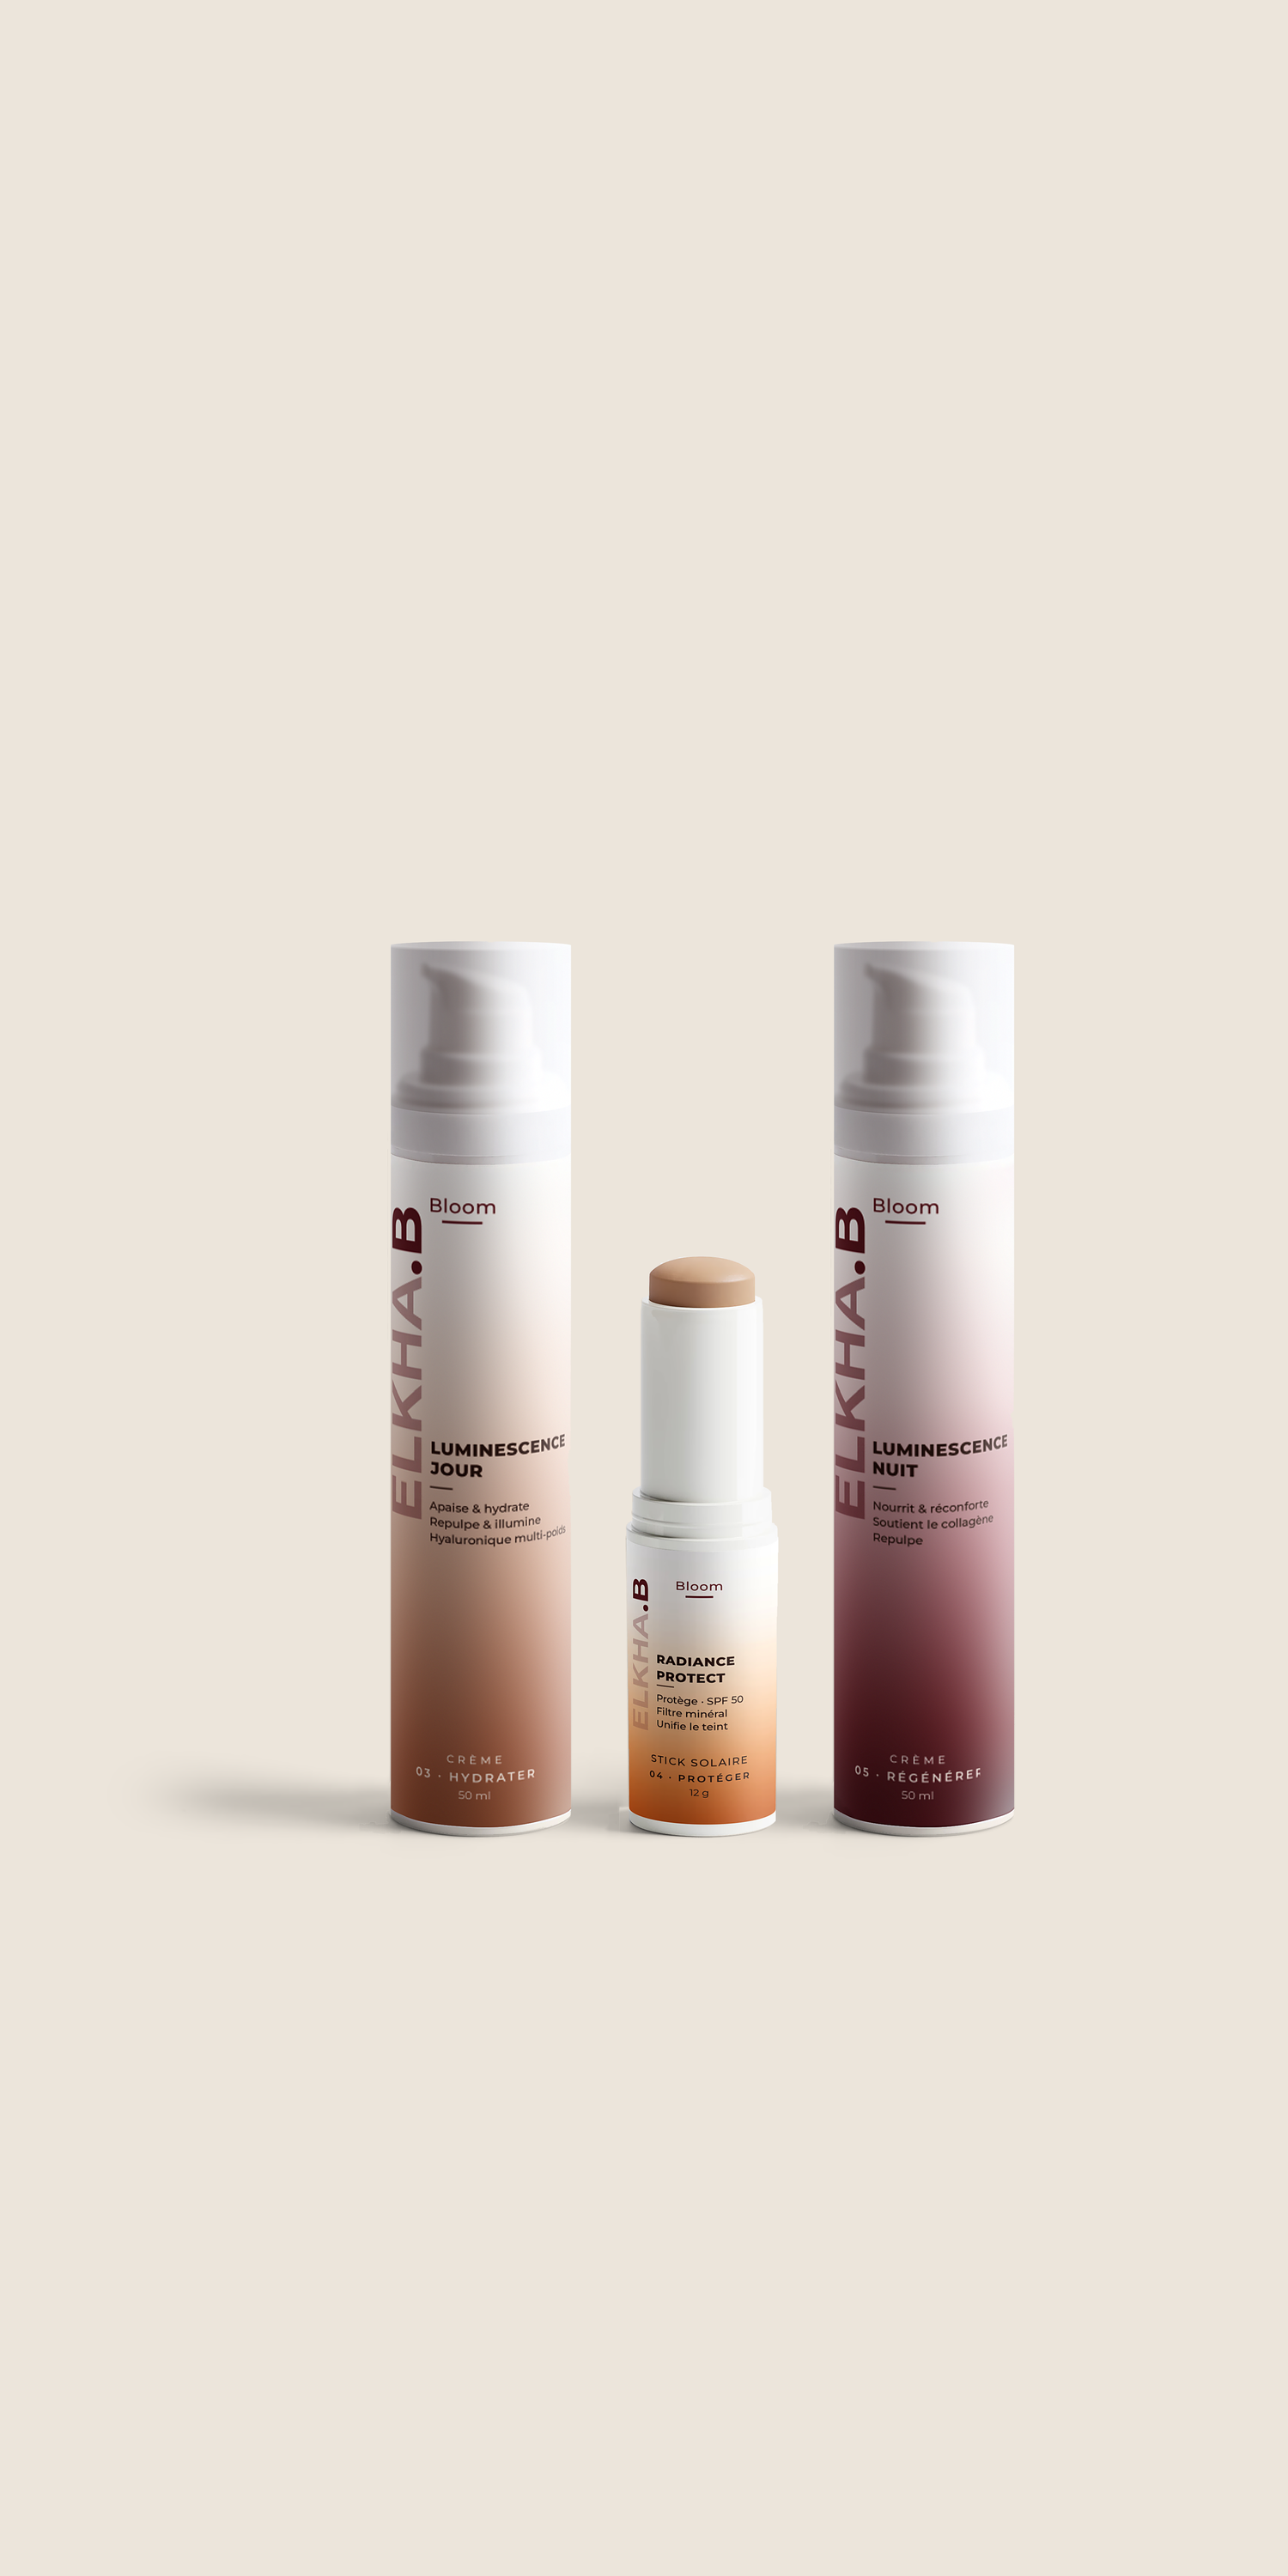 Bloom
ELKHA.B
LUMINESCENCE
JOUR
Apaise & hydrate
Repulpe & illumine
Hyaluronique multi-poids
CRÈME
03 · HYDRATER
50 ml
Bloom
ELKHA.B
RADIANCE
PROTECT
Protège · SPF 50
Filtre minéral
Unifie le teint
STICK SOLAIRE
04 · PROTÉGER
12 g
Bloom
ELKHA.B
LUMINESCENCE
NUIT
Nourrit & réconforte
Soutient le collagène
Repulpe
CRÈME
05 · RÉGÉNÉRER
50 ml